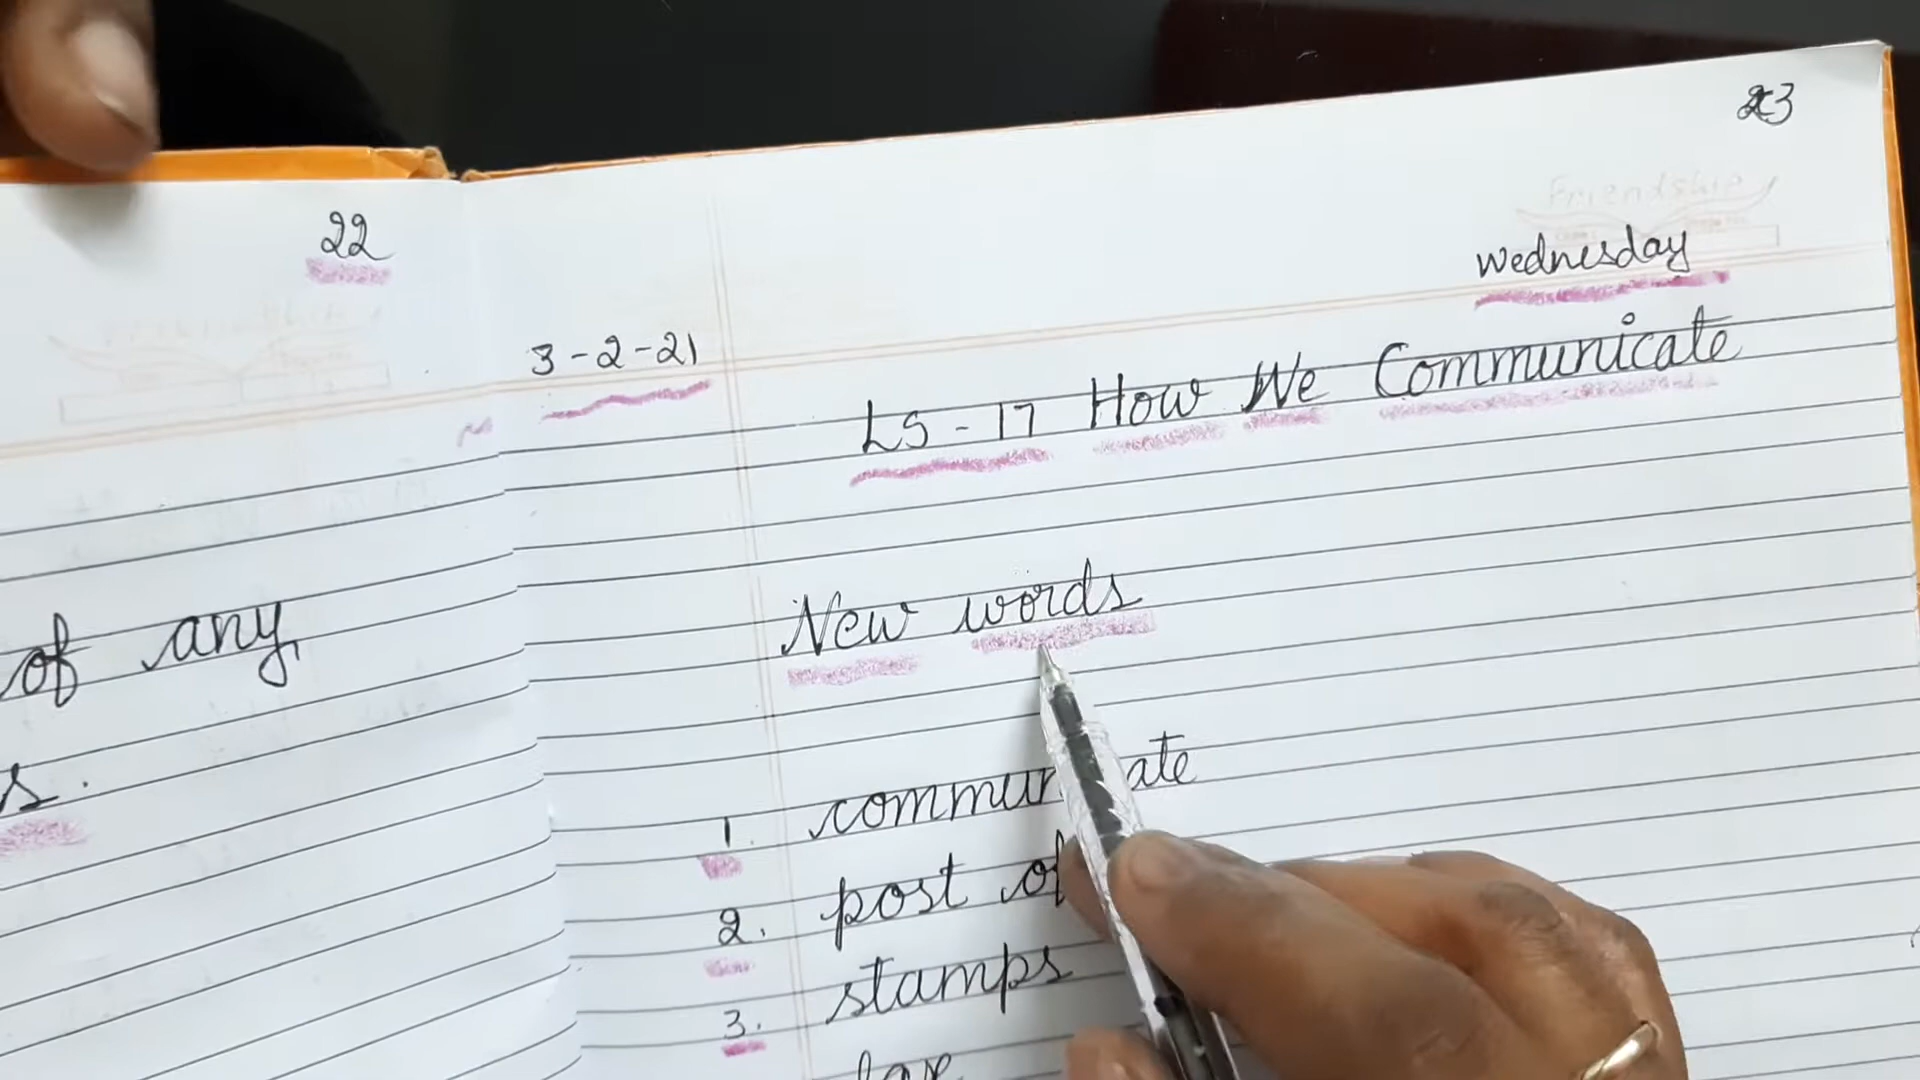 22
of any,
s.
23
Friendship
Wednesday
3-2-21
LS-17 How We Communicate
New words
1. communicate
2. post of
3. stamps